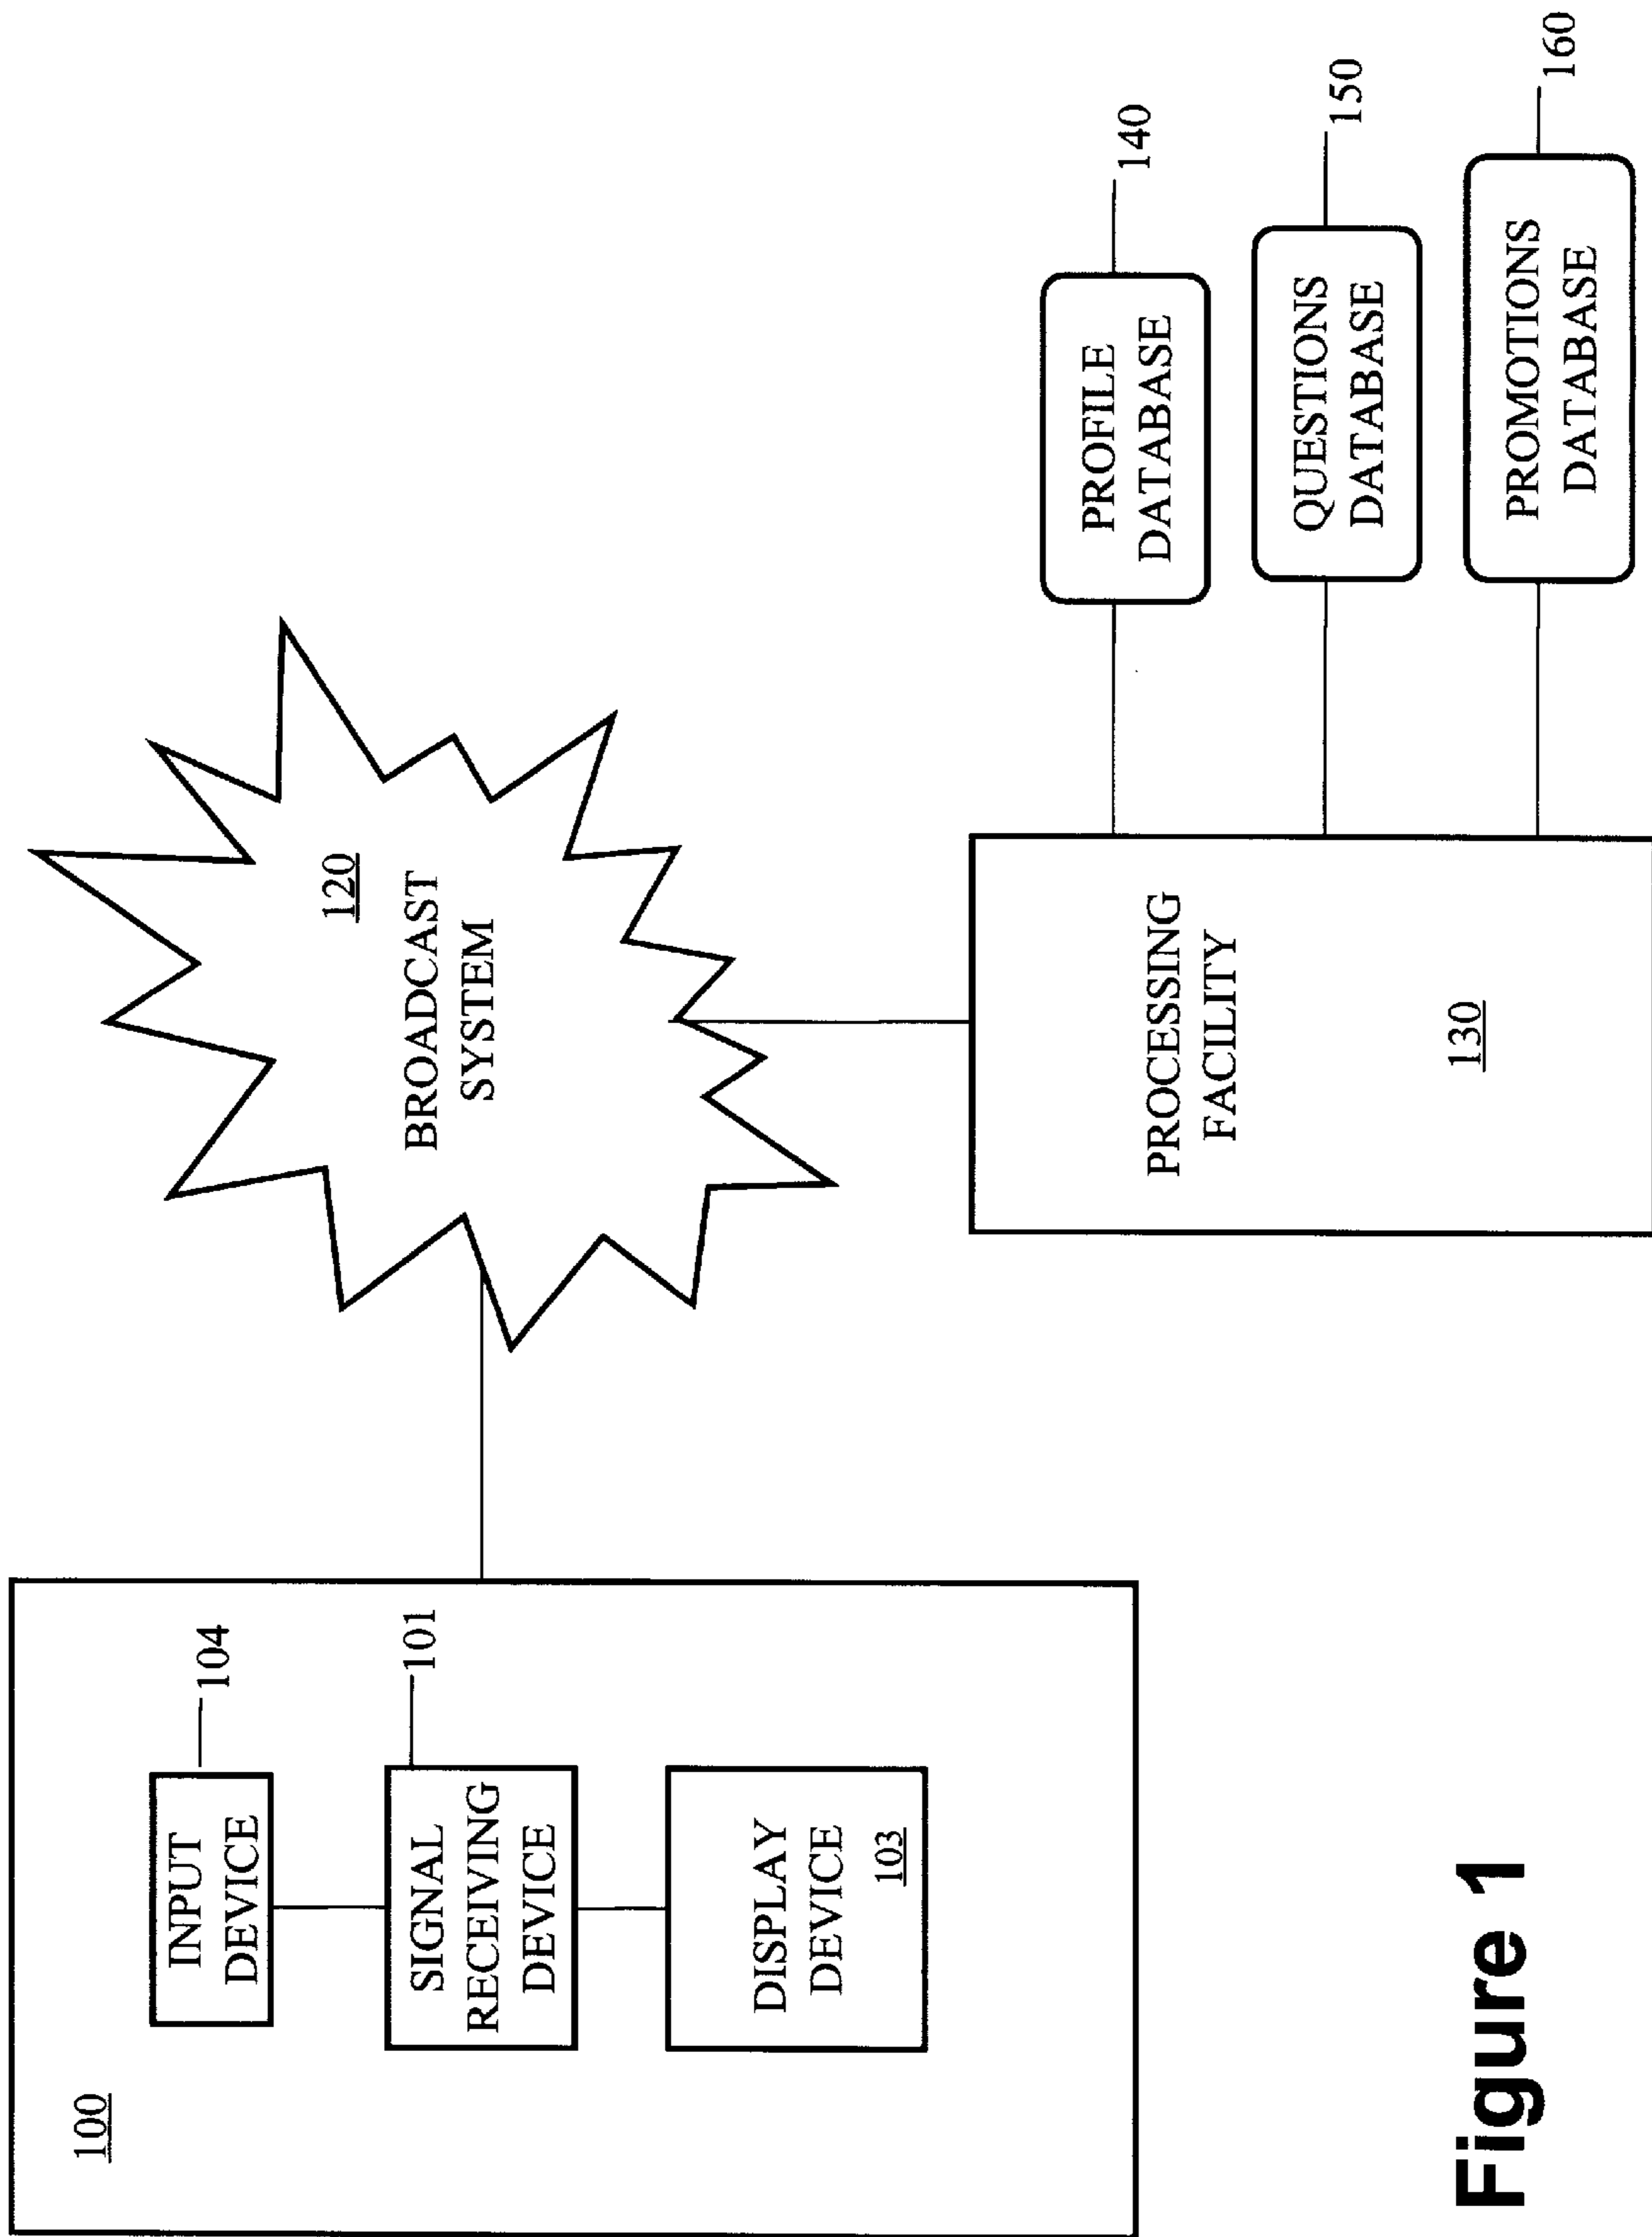 100
INPUT
DEVICE
104
SIGNAL
RECEIVING
DEVICE
101
DISPLAY
DEVICE
103
120
BROADCAST
SYSTEM
PROCESSING
FACILITY
130
PROFILE
DATABASE
140
QUESTIONS
DATABASE
150
PROMOTIONS
DATABASE
160
Figure 1